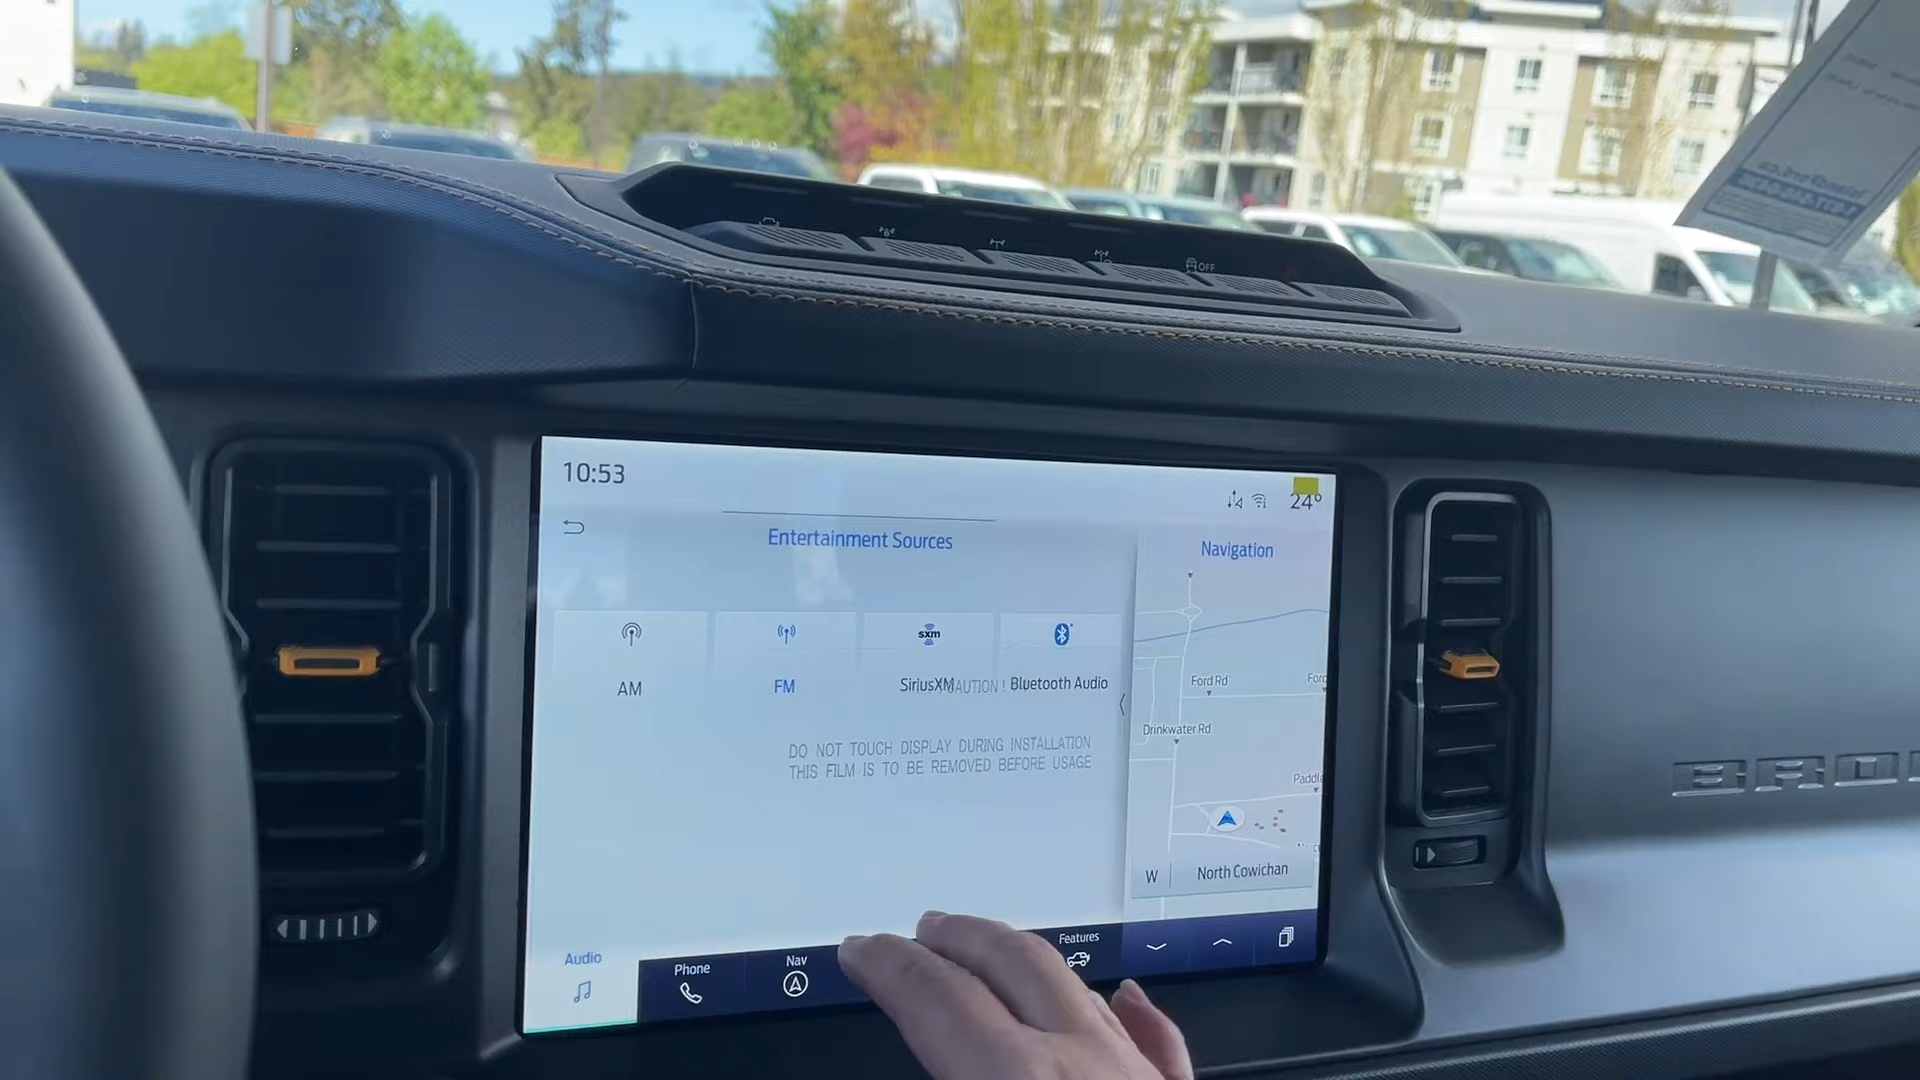 OFF
10:53
24°
Entertainment Sources
Navigation
AM
FM
sxm
SiriusXM
CAUTION !
Bluetooth Audio
DO NOT TOUCH DISPLAY DURING INSTALLATION
THIS FILM IS TO BE REMOVED BEFORE USAGE
Ford Rd
Ford
Drinkwater Rd
W
North Cowichan
Audio
Phone
Nav
Features